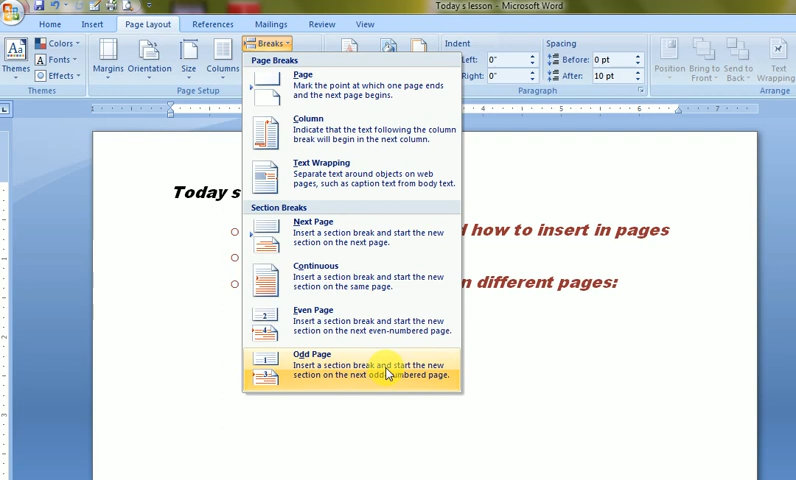 Today s lesson - Microsoft Word
Home Insert Page Layout References Mailings Review View
Themes Colors Fonts Effects
Themes
Margins Orientation Size Columns Breaks
Page Setup
Indent Left: 0" Right: 0"
Spacing Before: 0 pt After: 10 pt
Paragraph
Position Bring to Front Send to Back Text Wrapping
Arrange
Page Breaks
Page
Mark the point at which one page ends
and the next page begins.
Column
Indicate that the text following the column
break will begin in the next column.
Text Wrapping
Separate text around objects on web
pages, such as caption text from body text.
Section Breaks
Next Page
Insert a section break and start the new
section on the next page.
Continuous
Insert a section break and start the new
section on the same page.
Even Page
Insert a section break and start the new
section on the next even-numbered page.
Odd Page
Insert a section break and start the new
section on the next odd-numbered page.
Today s
d how to insert in pages
n different pages: